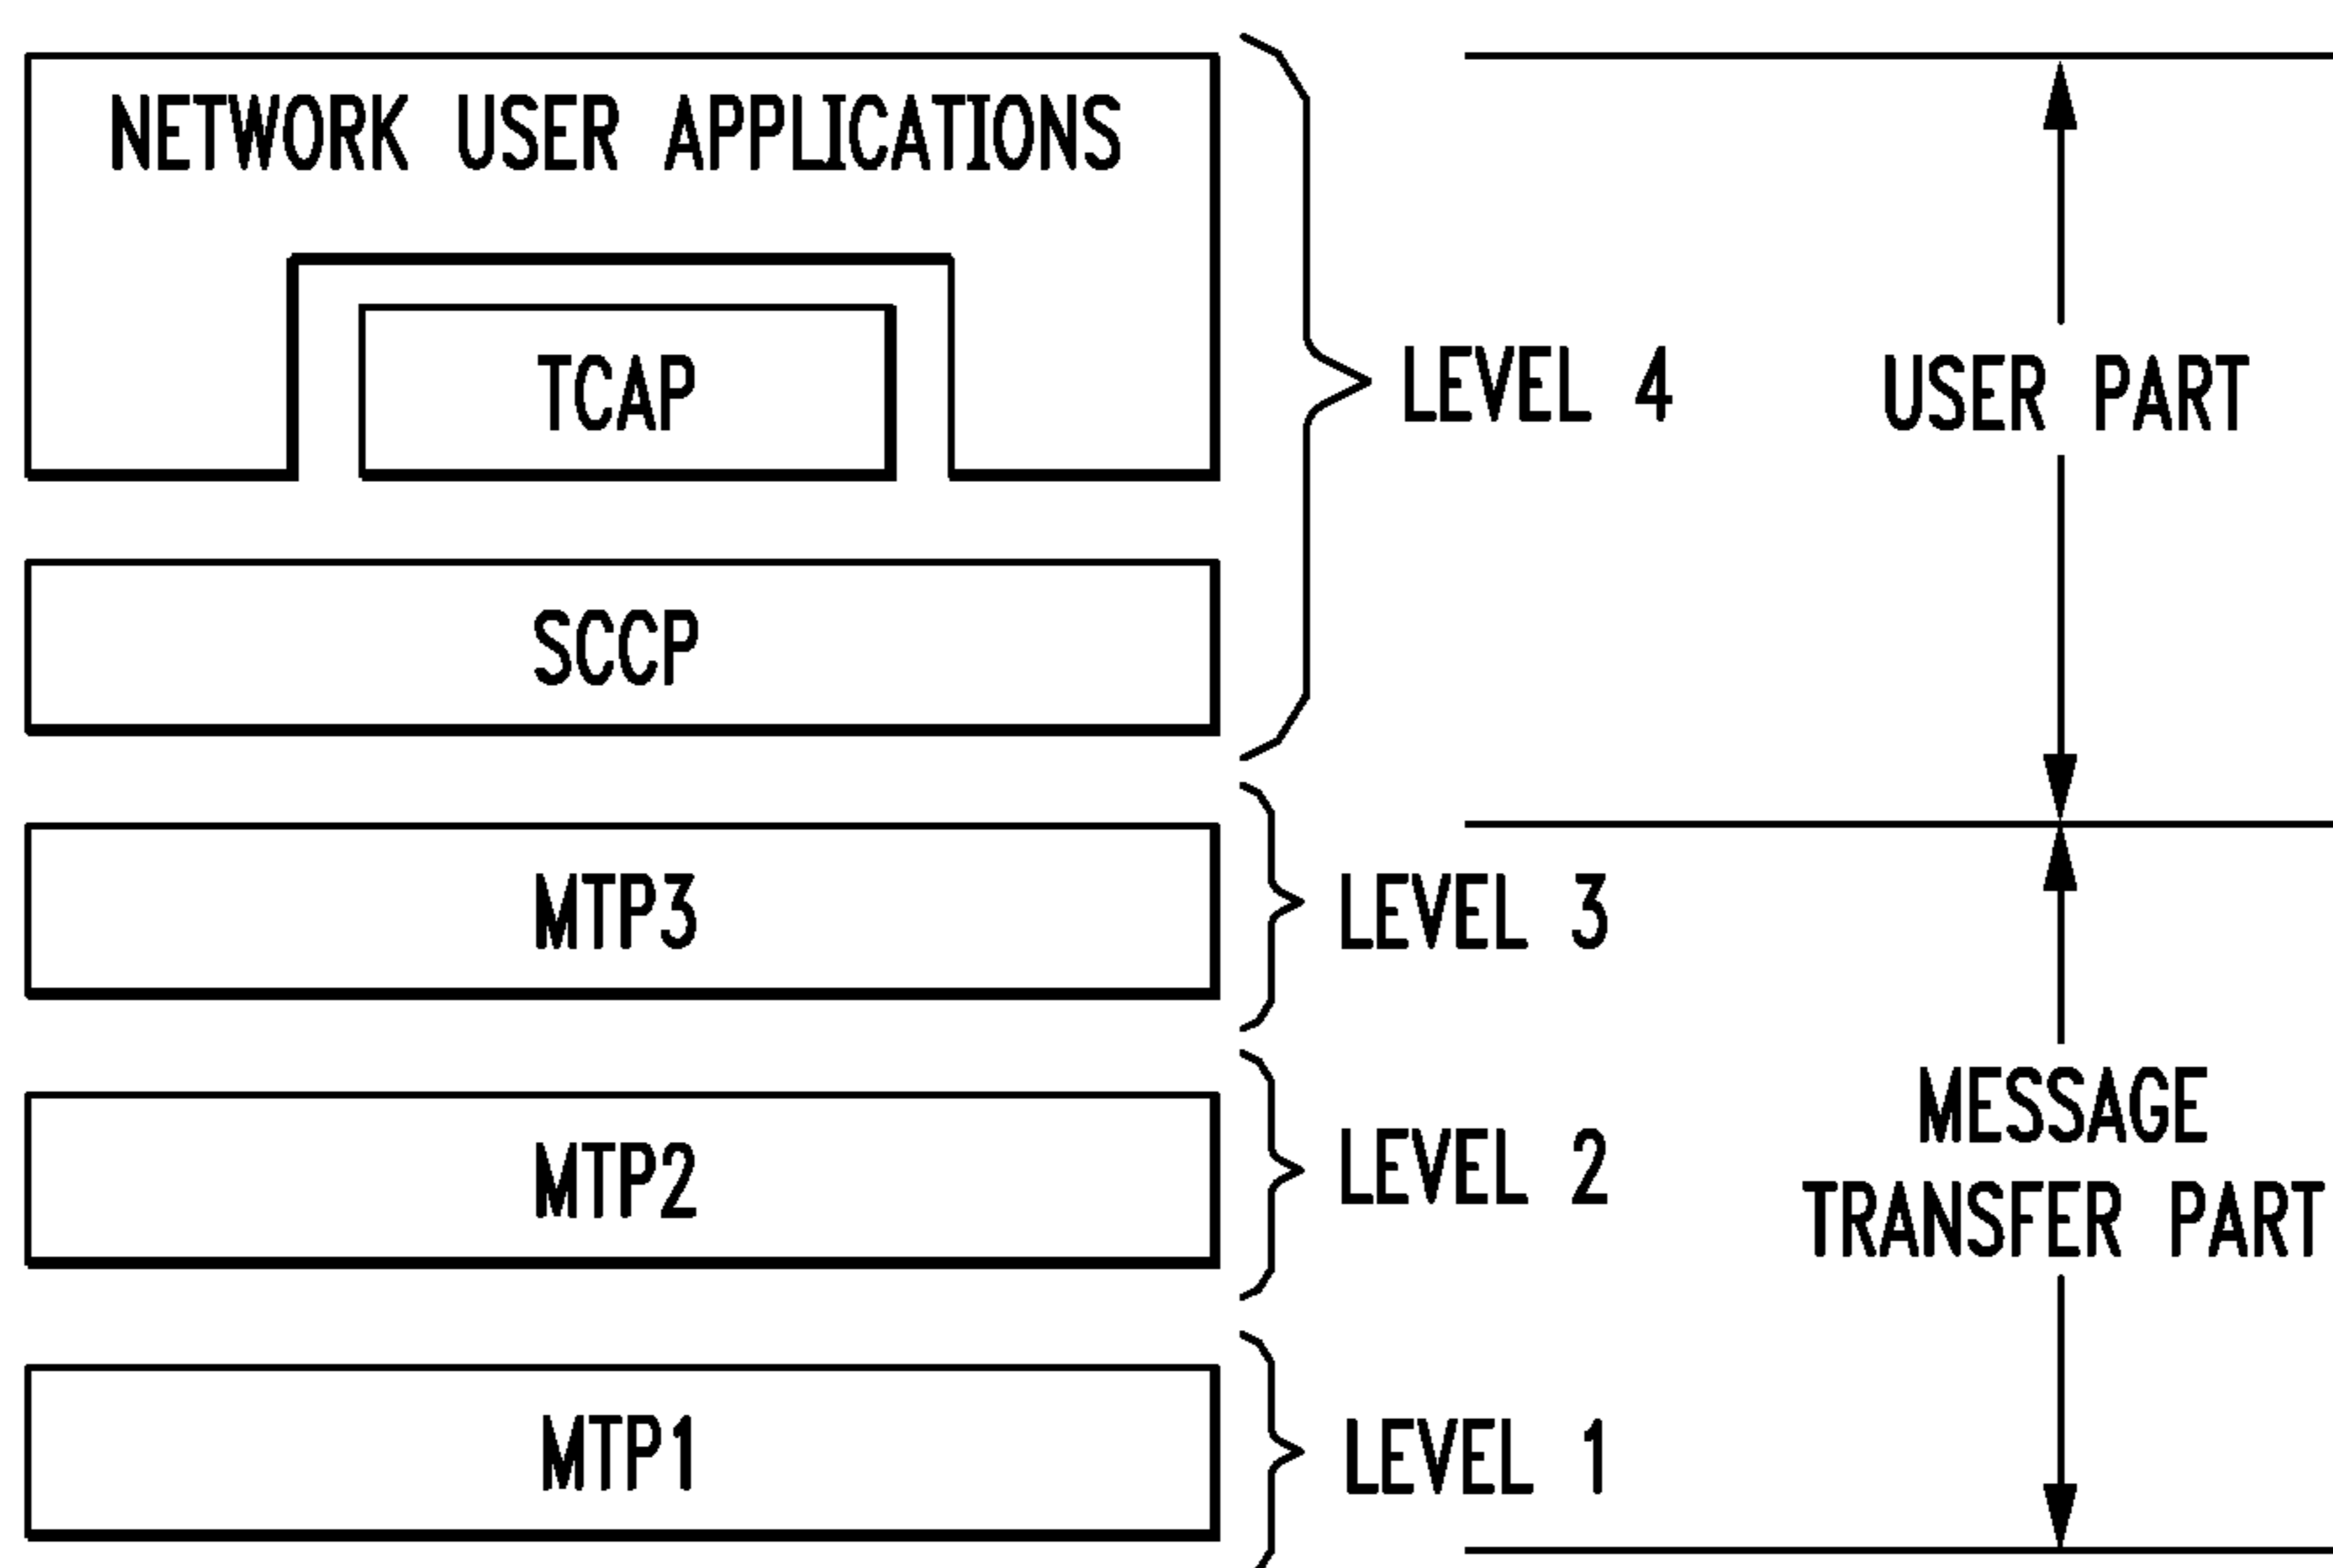 NETWORK USER APPLICATIONS
TCAP
LEVEL 4
USER PART
SCCP
MTP3
LEVEL 3
MESSAGE
TRANSFER PART
MTP2
LEVEL 2
MTP1
LEVEL 1